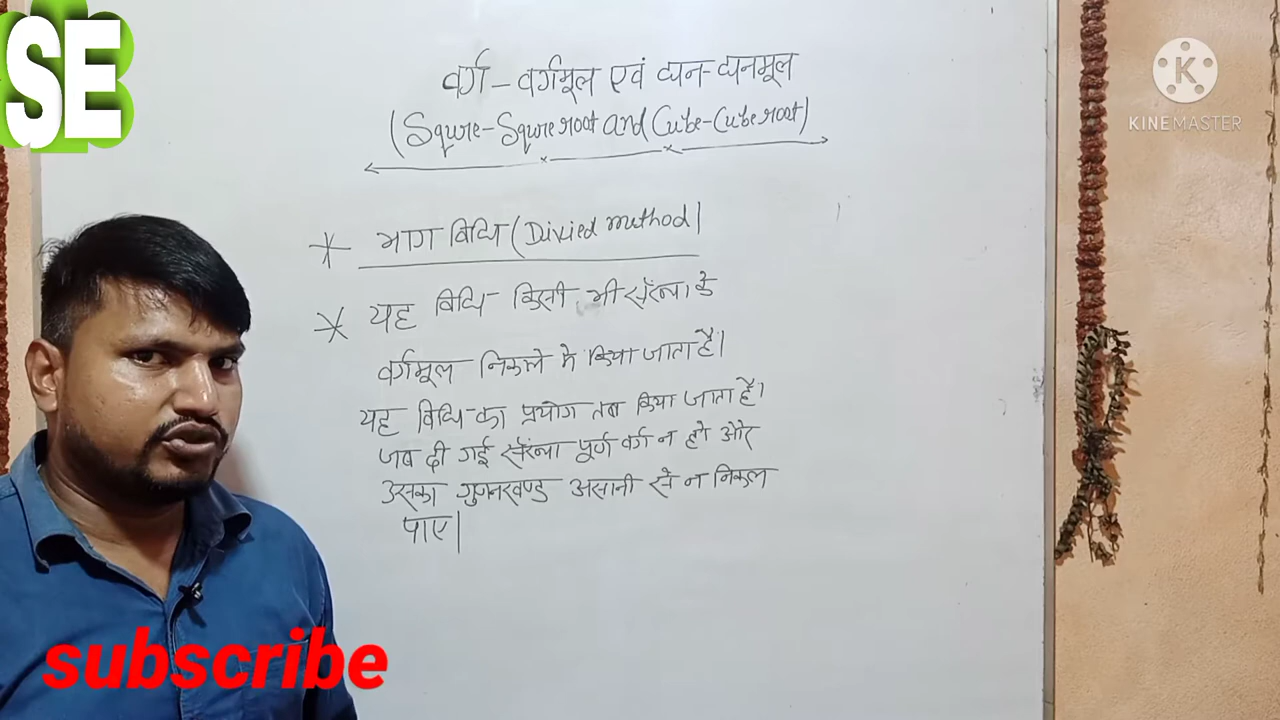 SE
वर्ग - वर्गमूल एवं घन-घनमूल
(Squre-Squre root and Cube-Cube root)
* भाग विधि (Divied method)
* यह विधि किसी भी संख्या के
वर्गमूल निकले मे किया जाता है।
यह विधि का प्रयोग तब किया जाता है।
जब दी गई संख्या पूर्ण वर्ग न हो और
उसका गुणनखण्ड असानी से न निकल
पाए।
K
KINEMASTER
subscribe